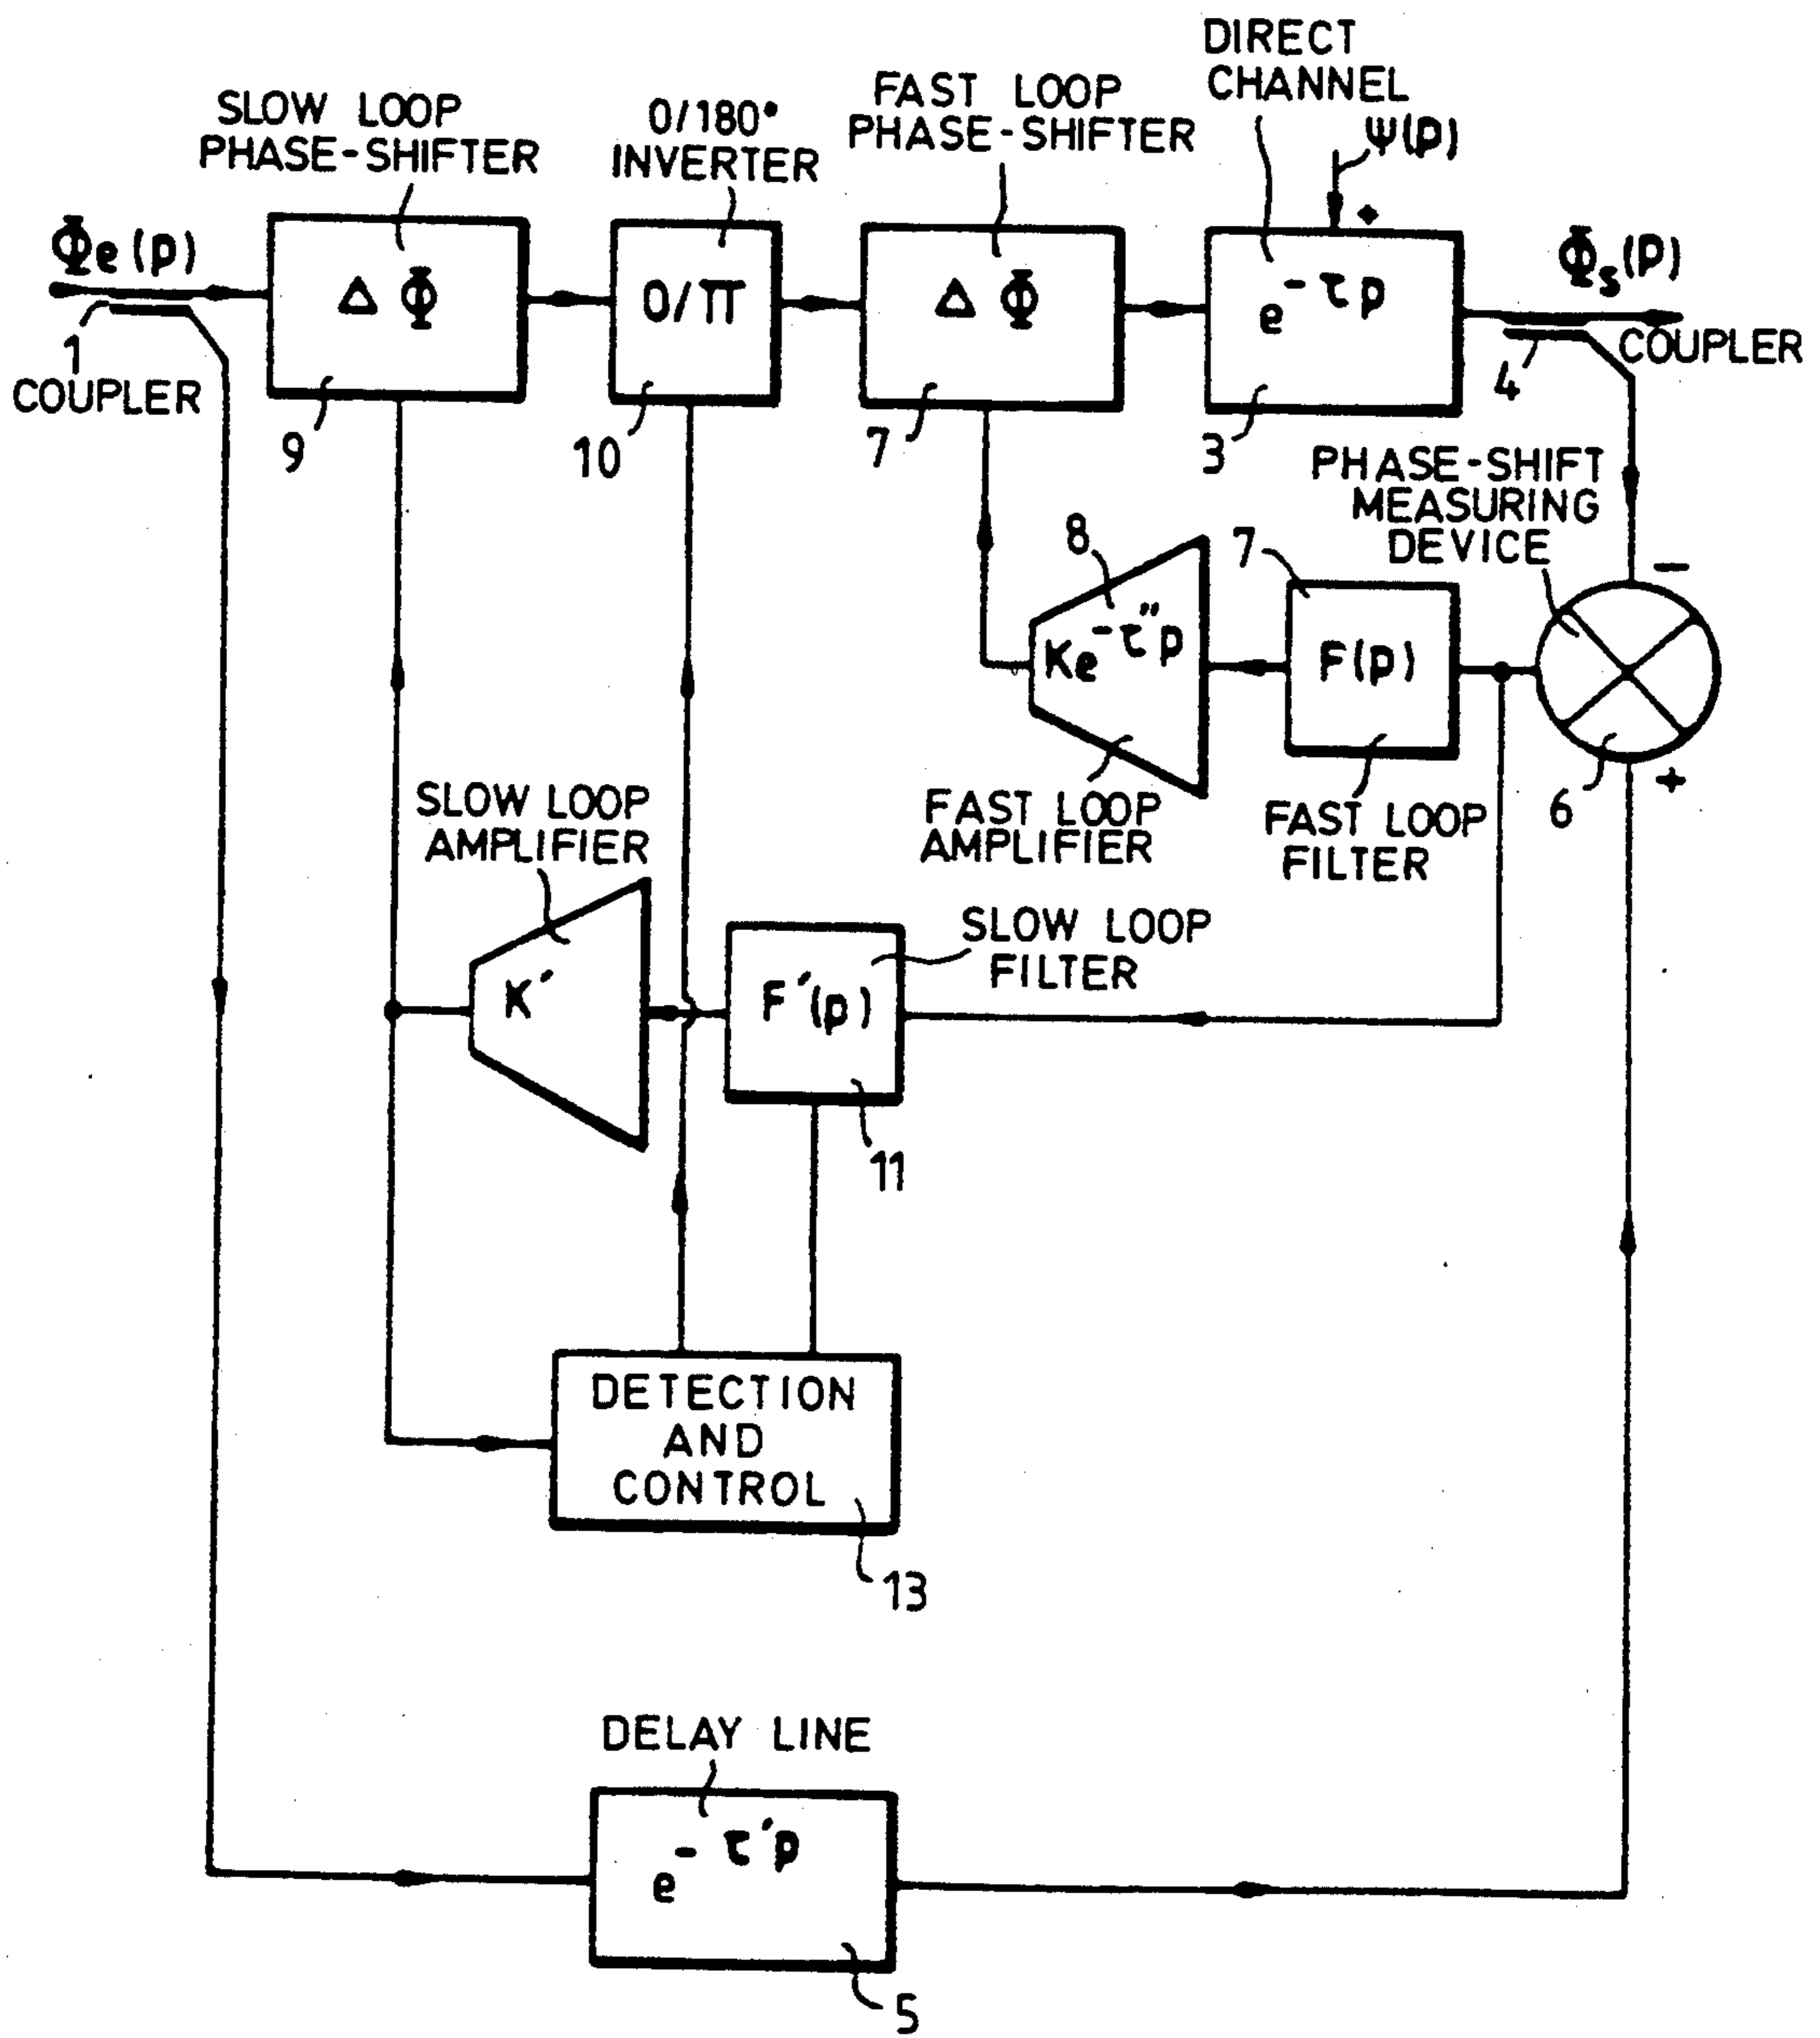 DIRECT
CHANNEL
Ψ(p)
FAST LOOP
PHASE-SHIFTER
0/180°
INVERTER
SLOW LOOP
PHASE-SHIFTER
Φe(p)
Δ Φ
0/π
Δ Φ
e^-τp
+
Φs(p)
1
COUPLER
9
10
7
3
4
COUPLER
PHASE-SHIFT
MEASURING
DEVICE
−
8
7
Ke^-τ"p
F(p)
+
6
FAST LOOP
AMPLIFIER
FAST LOOP
FILTER
SLOW LOOP
AMPLIFIER
SLOW LOOP
FILTER
K'
F'(p)
11
DETECTION
AND
CONTROL
13
DELAY LINE
e^-τ'p
5